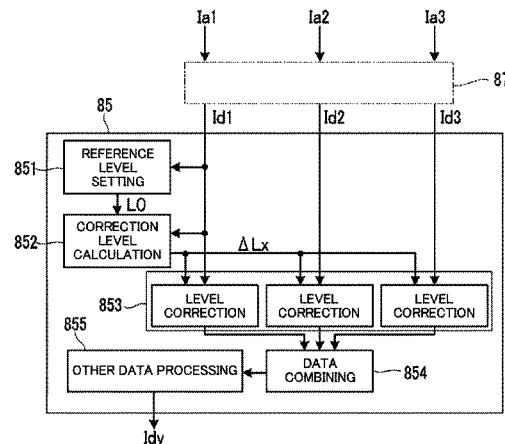 Ia1 Ia2 Ia3
87
Id1 Id2 Id3
85
851
REFERENCE
LEVEL
SETTING
L0
852
CORRECTION
LEVEL
CALCULATION
ΔLx
853
LEVEL
CORRECTION
LEVEL
CORRECTION
LEVEL
CORRECTION
855
OTHER DATA PROCESSING
DATA
COMBINING
854
Idv